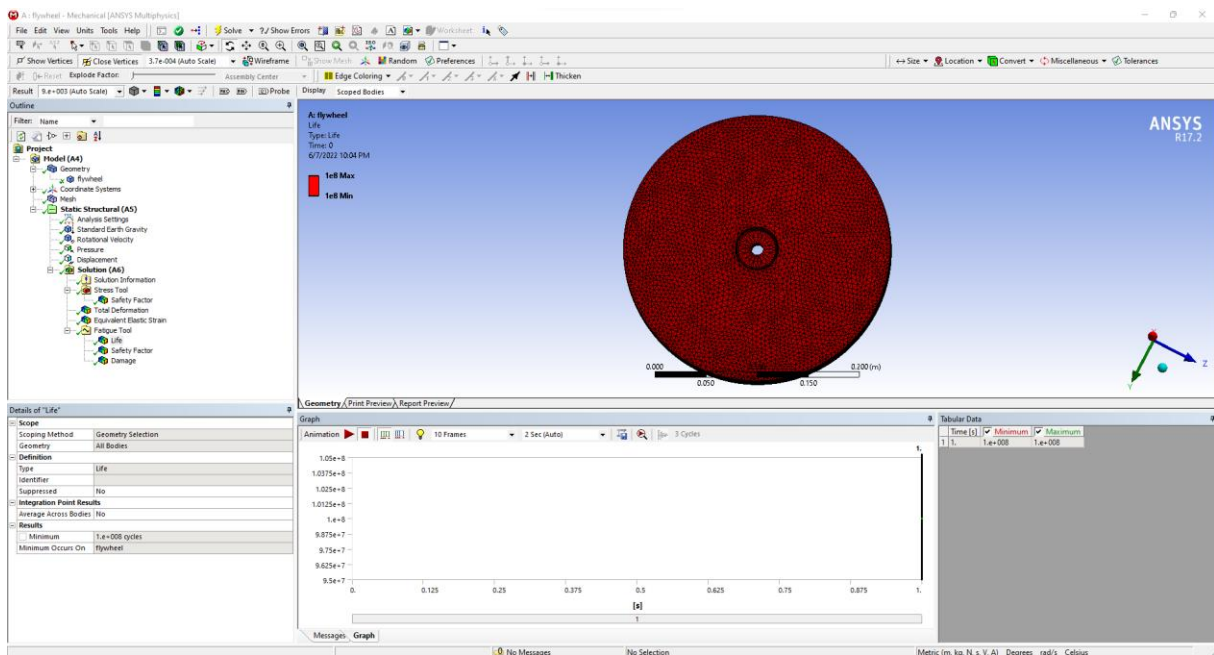 A : flywheel - Mechanical [ANSYS Multiphysics]
File Edit View Units Tools Help Solve ?/ Show Errors Worksheet
Show Vertices Close Vertices 3.7e-004 (Auto Scale) Wireframe Show Mesh Random Preferences Size Location Convert Miscellaneous Tolerances
Reset Explode Factor: Assembly Center Edge Coloring Thicken
Result 9.e+003 (Auto Scale) Probe Display Scoped Bodies
Outline
Filter: Name
Project
Model (A4)
Geometry
flywheel
Coordinate Systems
Mesh
Static Structural (A5)
Analysis Settings
Standard Earth Gravity
Rotational Velocity
Pressure
Displacement
Solution (A6)
Solution Information
Stress Tool
Safety Factor
Total Deformation
Equivalent Elastic Strain
Fatigue Tool
Life
Safety Factor
Damage
A: flywheel
Life
Type: Life
Time: 0
6/7/2022 10:04 PM
1e8 Max
1e8 Min
ANSYS
R17.2
0.000 0.200 (m)
0.050 0.150
X
Y
Z
Geometry Print Preview Report Preview
Details of "Life"
Scope
Scoping Method Geometry Selection
Geometry All Bodies
Definition
Type Life
Identifier
Suppressed No
Integration Point Results
Average Across Bodies No
Results
Minimum 1.e+008 cycles
Minimum Occurs On flywheel
Graph
Animation 10 Frames 2 Sec (Auto) 3 Cycles
1.
1.05e+8
1.0375e+8
1.025e+8
1.0125e+8
1.e+8
9.875e+7
9.75e+7
9.625e+7
9.5e+7
0. 0.125 0.25 0.375 0.5 0.625 0.75 0.875 1.
[s]
1
Messages Graph
Tabular Data
Time [s] Minimum Maximum
1 1. 1.e+008 1.e+008
0 No Messages No Selection Metric (m, kg, N, s, V, A) Degrees rad/s Celsius